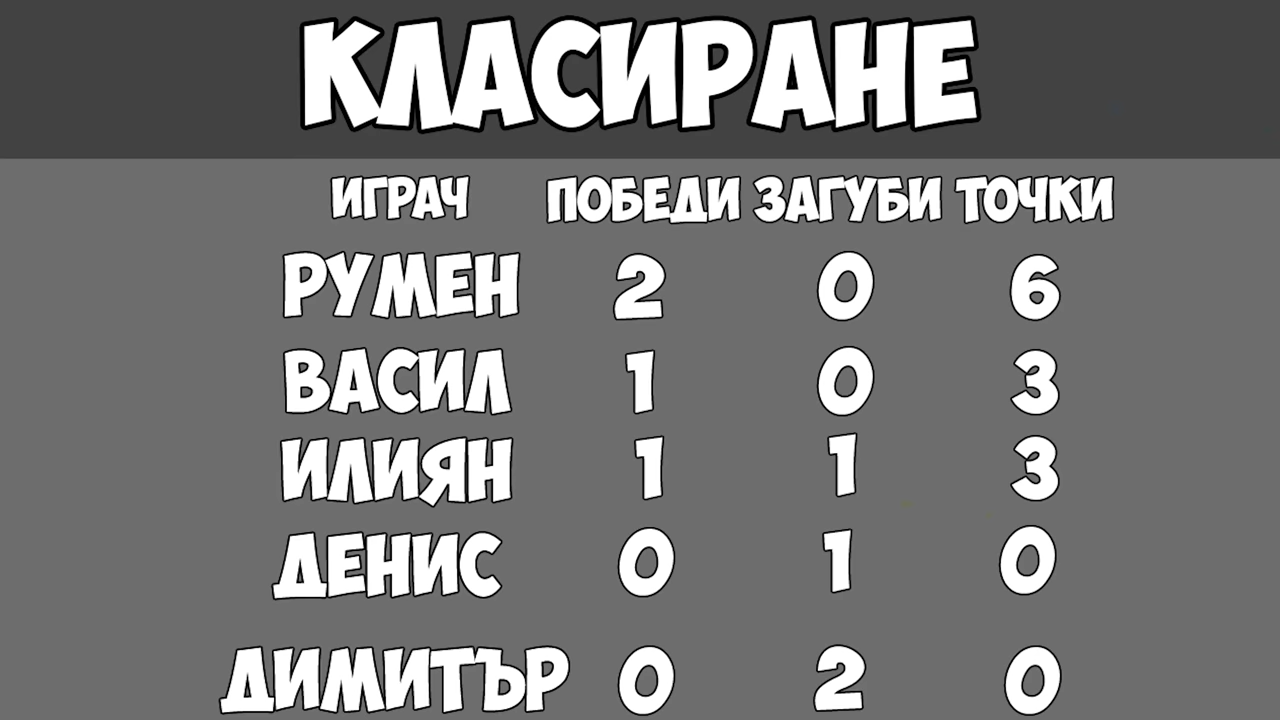 КЛАСИРАНЕ
ИГРАЧ ПОБЕДИ ЗАГУБИ ТОЧКИ
РУМЕН 2 0 6
ВАСИЛ 1 0 3
ИЛИЯН 1 1 3
ДЕНИС 0 1 0
ДИМИТЪР 0 2 0